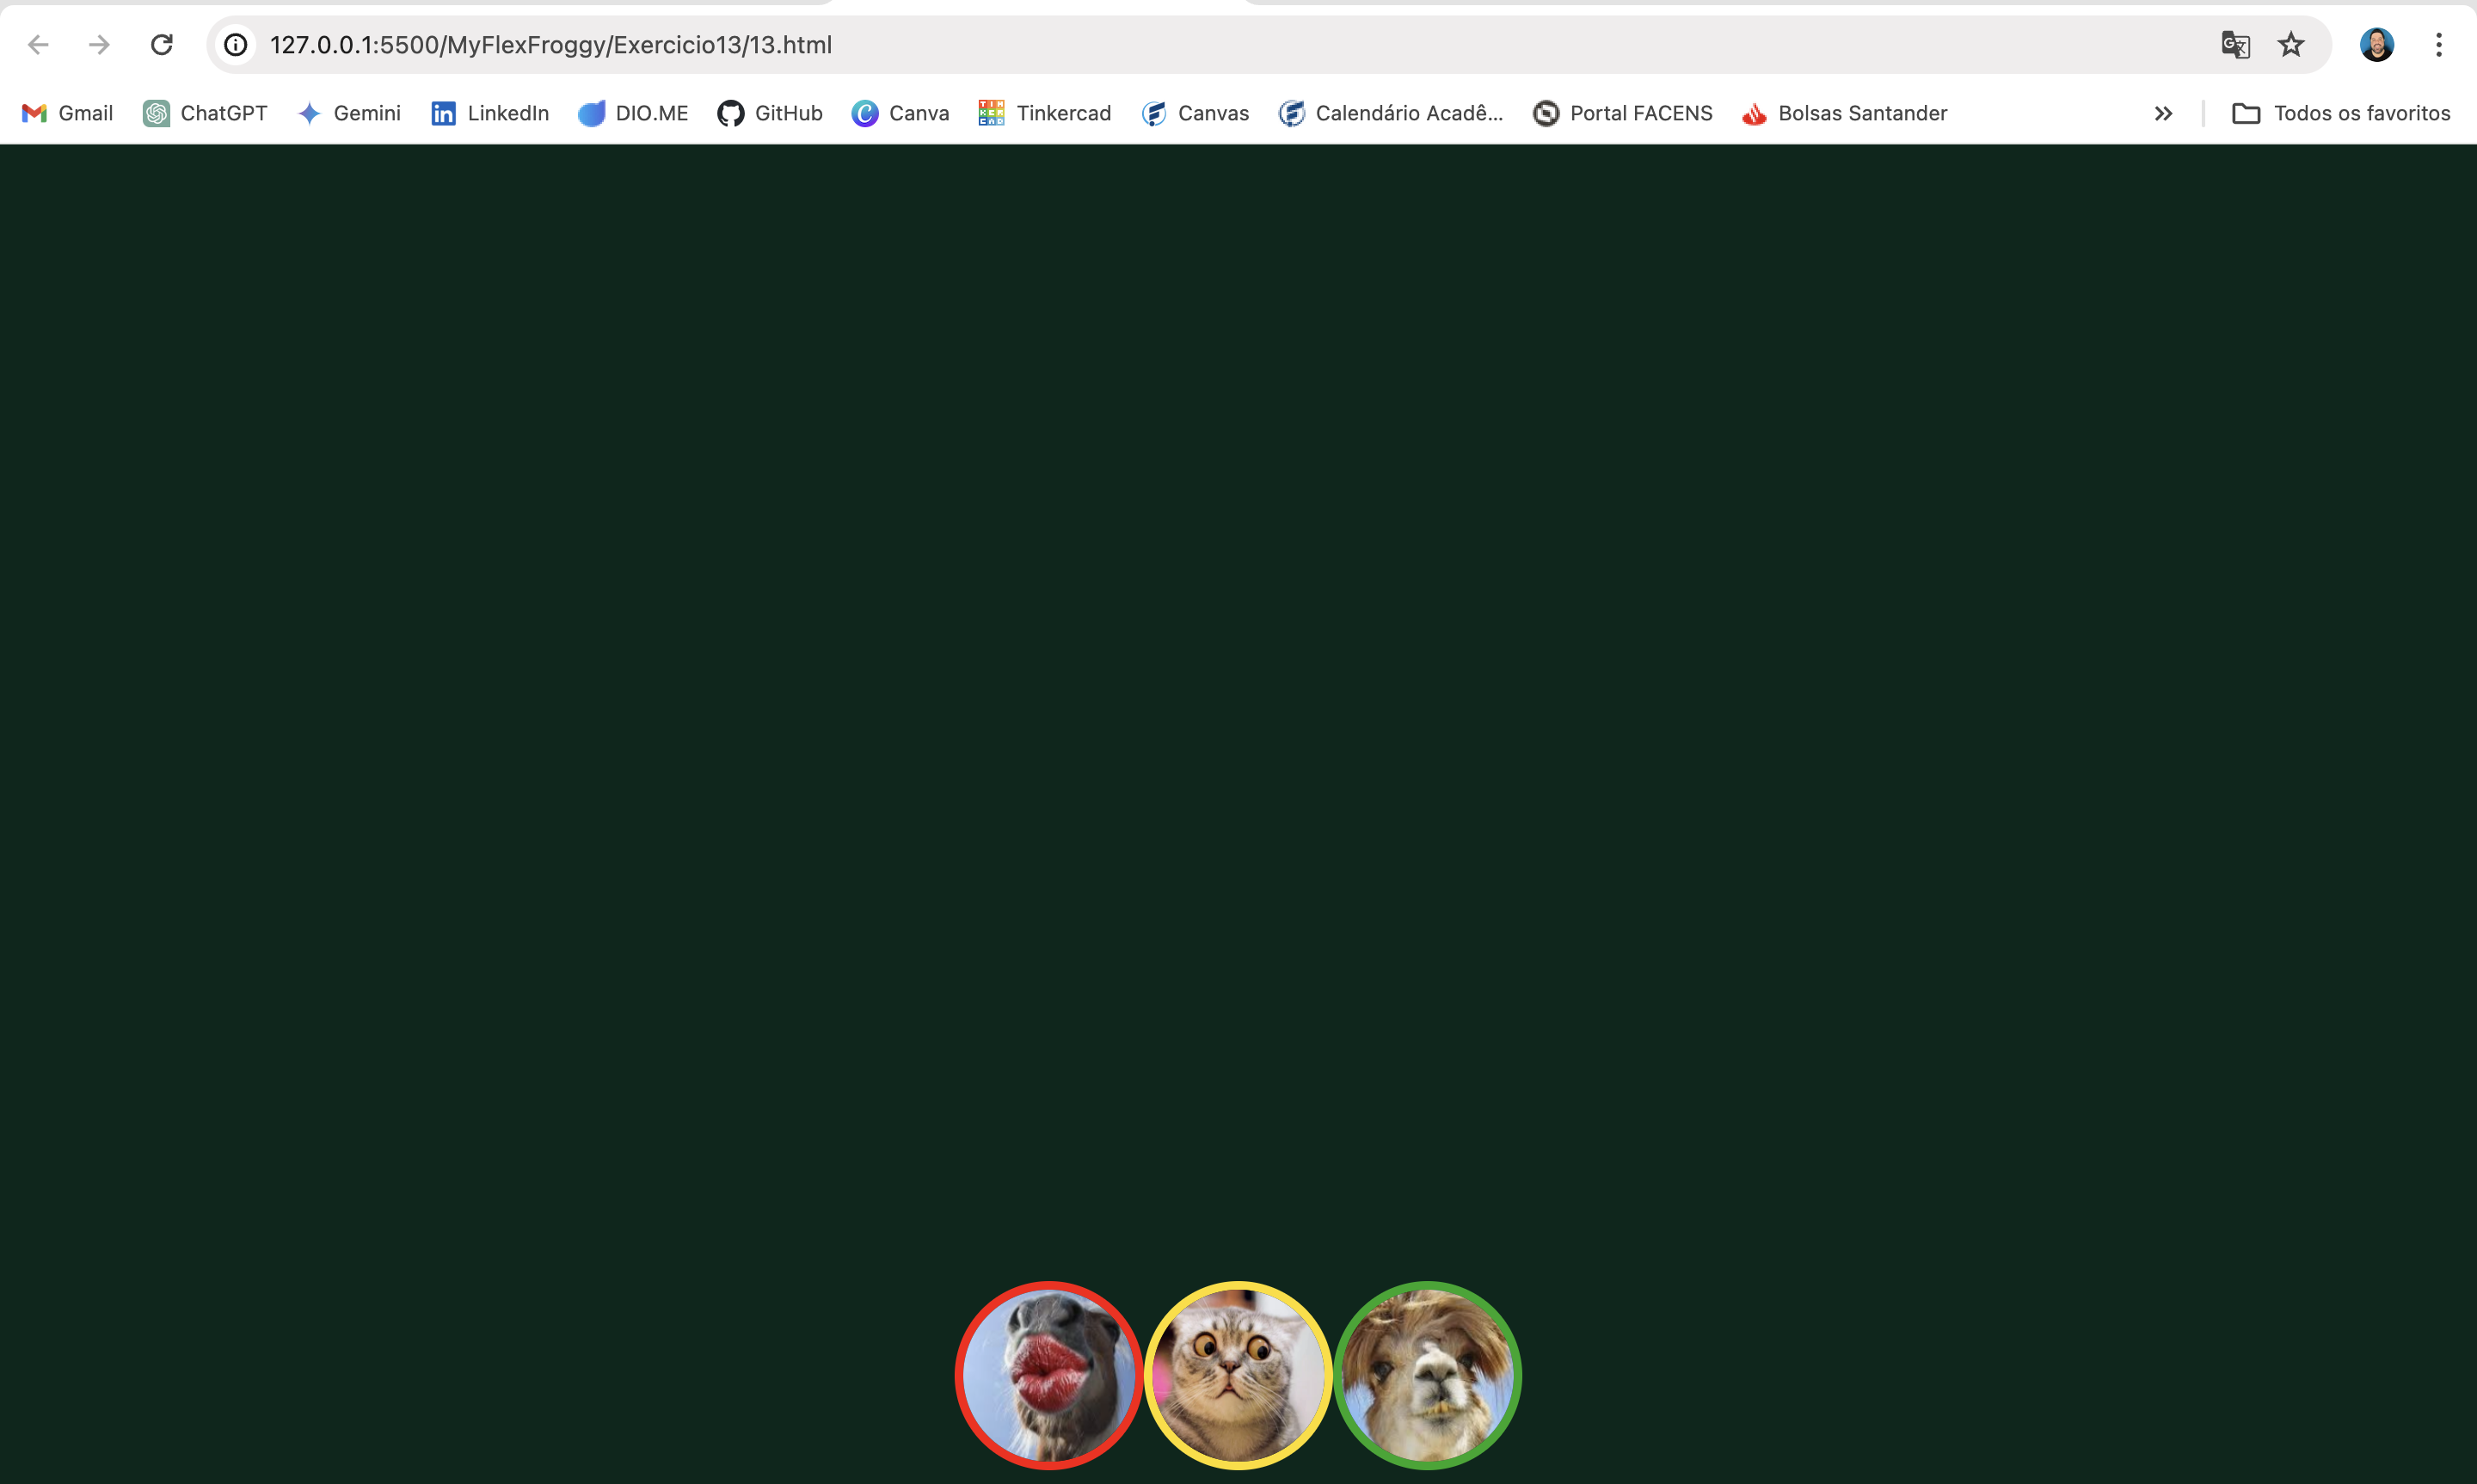 127.0.0.1:5500/MyFlexFroggy/Exercicio13/13.html
Gmail ChatGPT Gemini LinkedIn DIO.ME GitHub Canva Tinkercad Canvas Calendário Acadê... Portal FACENS Bolsas Santander Todos os favoritos